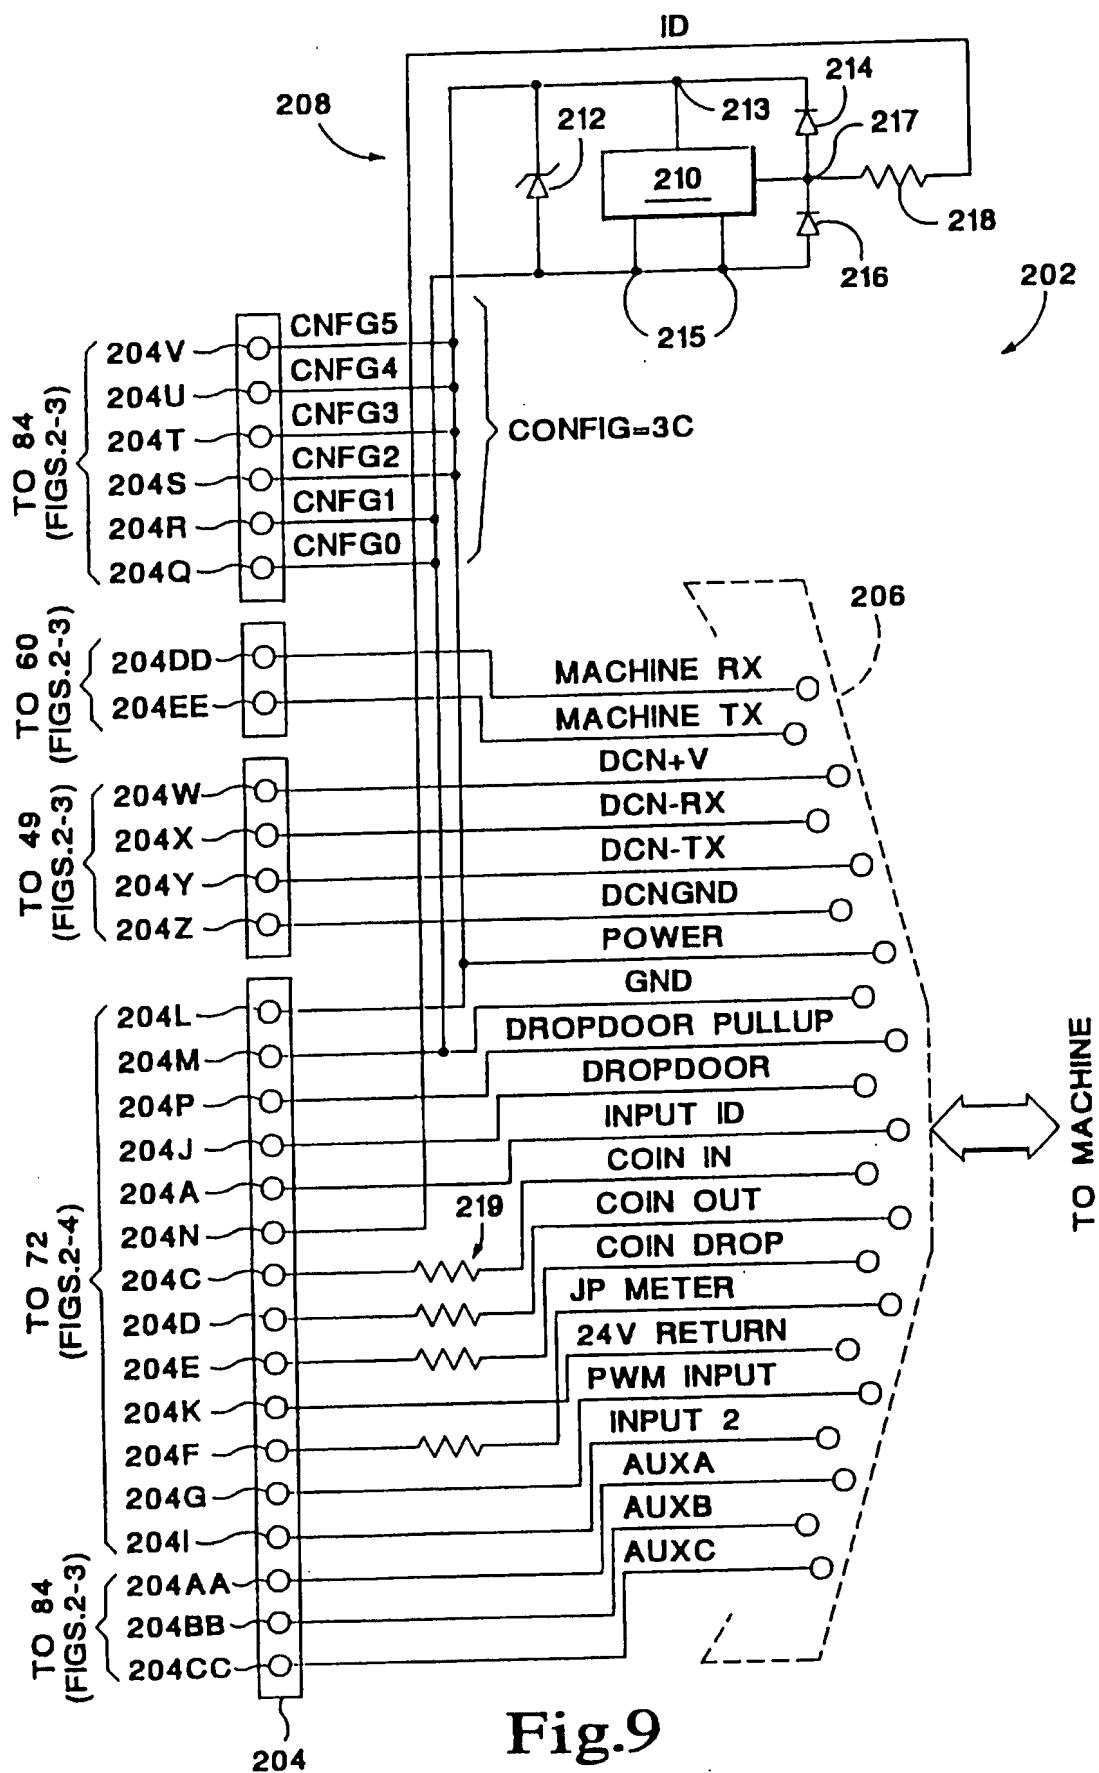 ID
208
212
213
214
217
210
218
216
215
202
TO 84
(FIGS.2-3)
204V
CNFG5
204U
CNFG4
204T
CNFG3
204S
CNFG2
204R
CNFG1
204Q
CNFG0
CONFIG=3C
206
TO 60
(FIGS.2-3)
204DD
MACHINE RX
204EE
MACHINE TX
TO 49
(FIGS.2-3)
204W
DCN+V
204X
DCN-RX
204Y
DCN-TX
204Z
DCNGND
POWER
TO 72
(FIGS.2-4)
204L
GND
204M
DROPDOOR PULLUP
204P
DROPDOOR
204J
INPUT ID
204A
COIN IN
204N
219
COIN OUT
204C
COIN DROP
204D
JP METER
204E
24V RETURN
204K
PWM INPUT
204F
INPUT 2
204G
AUXA
204I
AUXB
TO 84
(FIGS.2-3)
204AA
AUXC
204BB
204CC
TO MACHINE
204
Fig.9